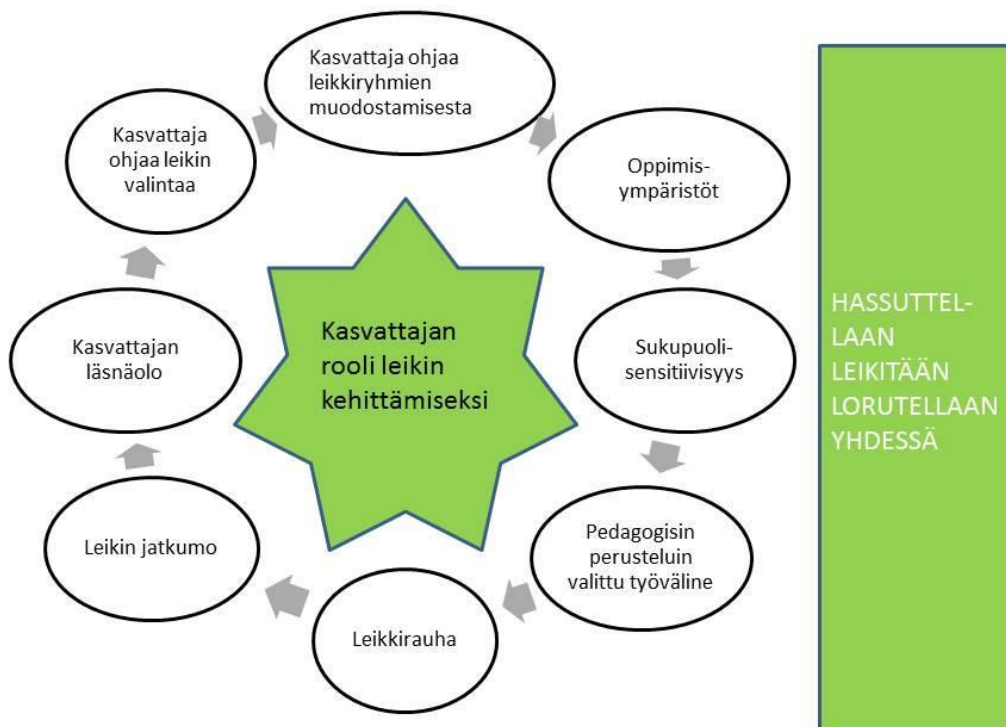 Kasvattaja ohjaa
leikkiryhmien
muodostamisesta
Oppimis-
ympäristöt
Sukupuoli-
sensitiivisyys
Pedagogisin
perusteluin
valittu työväline
Leikkirauha
Leikin jatkumo
Kasvattajan
läsnäolo
Kasvattaja
ohjaa leikin
valintaa
Kasvattajan
rooli leikin
kehittämiseksi
HASSUTTEL-
LAAN
LEIKITÄÄN
LORUTELLAAN
YHDESSÄ